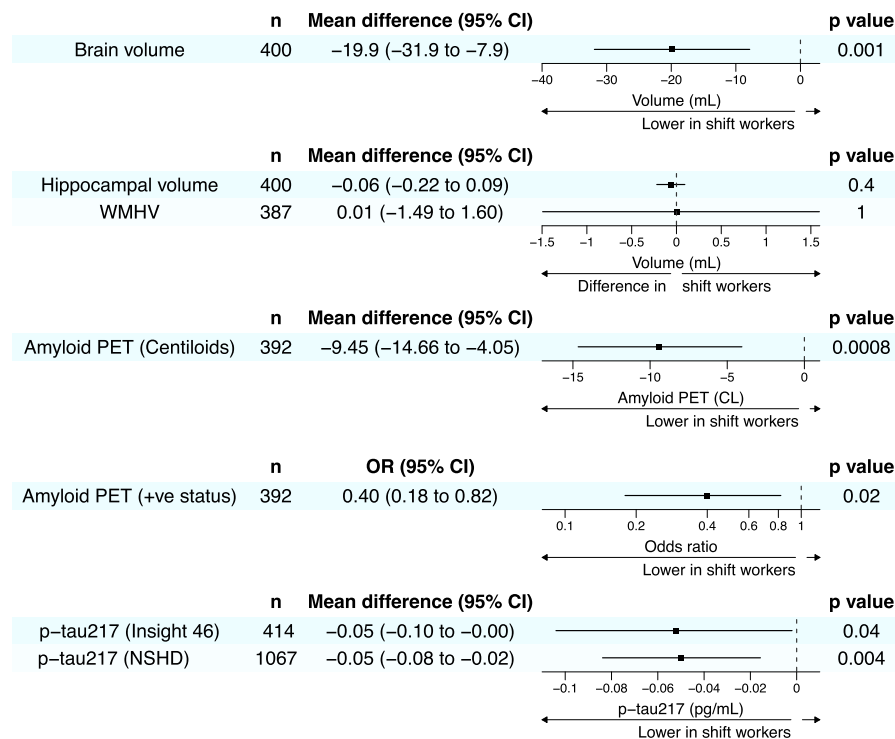 n Mean difference (95% CI) p value
Brain volume 400 −19.9 (−31.9 to −7.9) 0.001
−40 −30 −20 −10 0
Volume (mL)
Lower in shift workers
n Mean difference (95% CI) p value
Hippocampal volume 400 −0.06 (−0.22 to 0.09) 0.4
WMHV 387 0.01 (−1.49 to 1.60) 1
−1.5 −1 −0.5 0 0.5 1 1.5
Volume (mL)
Difference in shift workers
n Mean difference (95% CI) p value
Amyloid PET (Centiloids) 392 −9.45 (−14.66 to −4.05) 0.0008
−15 −10 −5 0
Amyloid PET (CL)
Lower in shift workers
n OR (95% CI) p value
Amyloid PET (+ve status) 392 0.40 (0.18 to 0.82) 0.02
0.1 0.2 0.4 0.6 0.8 1
Odds ratio
Lower in shift workers
n Mean difference (95% CI) p value
p−tau217 (Insight 46) 414 −0.05 (−0.10 to −0.00) 0.04
p−tau217 (NSHD) 1067 −0.05 (−0.08 to −0.02) 0.004
−0.1 −0.08 −0.06 −0.04 −0.02 0
p−tau217 (pg/mL)
Lower in shift workers